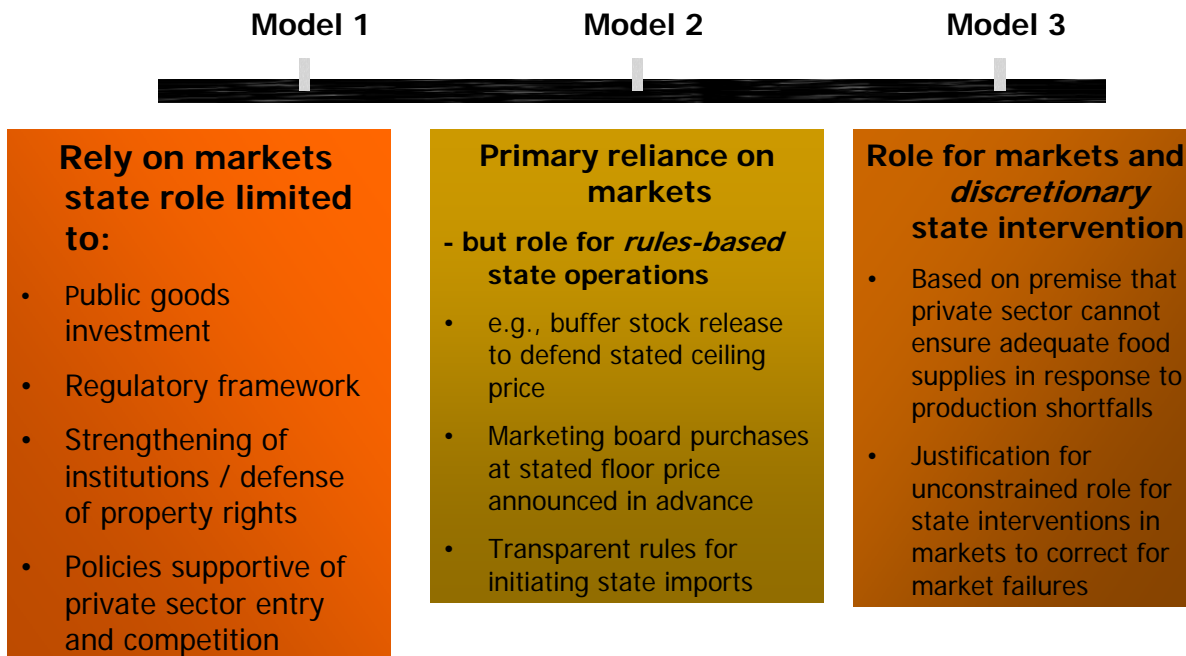 Model 1
Model 2
Model 3
Rely on markets
state role limited
to:
• Public goods
investment
• Regulatory framework
• Strengthening of
institutions / defense
of property rights
• Policies supportive of
private sector entry
and competition
Primary reliance on
markets
- but role for rules-based
state operations
• e.g., buffer stock release
to defend stated ceiling
price
• Marketing board purchases
at stated floor price
announced in advance
• Transparent rules for
initiating state imports
Role for markets and
discretionary
state intervention
• Based on premise that
private sector cannot
ensure adequate food
supplies in response to
production shortfalls
• Justification for
unconstrained role for
state interventions in
markets to correct for
market failures